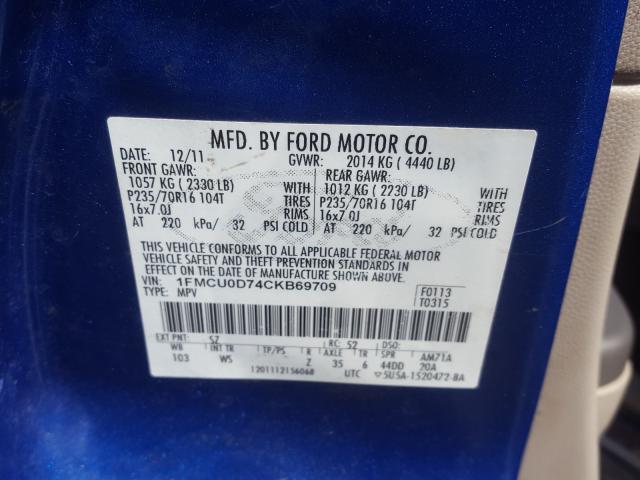 MFD. BY FORD MOTOR CO.
DATE: 12/11 GVWR: 2014 KG ( 4440 LB)
FRONT GAWR: REAR GAWR:
1057 KG ( 2330 LB) WITH 1012 KG ( 2230 LB) WITH
P235/70R16 104T TIRES P235/70R16 104T TIRES
16x7.0J RIMS 16x7.0J RIMS
AT 220 kPa/ 32 PSI COLD AT 220 kPa/ 32 PSI COLD
THIS VEHICLE CONFORMS TO ALL APPLICABLE FEDERAL MOTOR
VEHICLE SAFETY AND THEFT PREVENTION STANDARDS IN
EFFECT ON THE DATE OF MANUFACTURE SHOWN ABOVE.
VIN: 1FMCU0D74CKB69709 F0113
TYPE: MPV T0315
EXT PNT: SZ RC: 52 DSO:
WB INT TR TP/PS R AXLE TR SPR AM71A
103 WS Z 35 6 44DD 20A
1201112156068 UTC ▽5U5A-1520472-BA